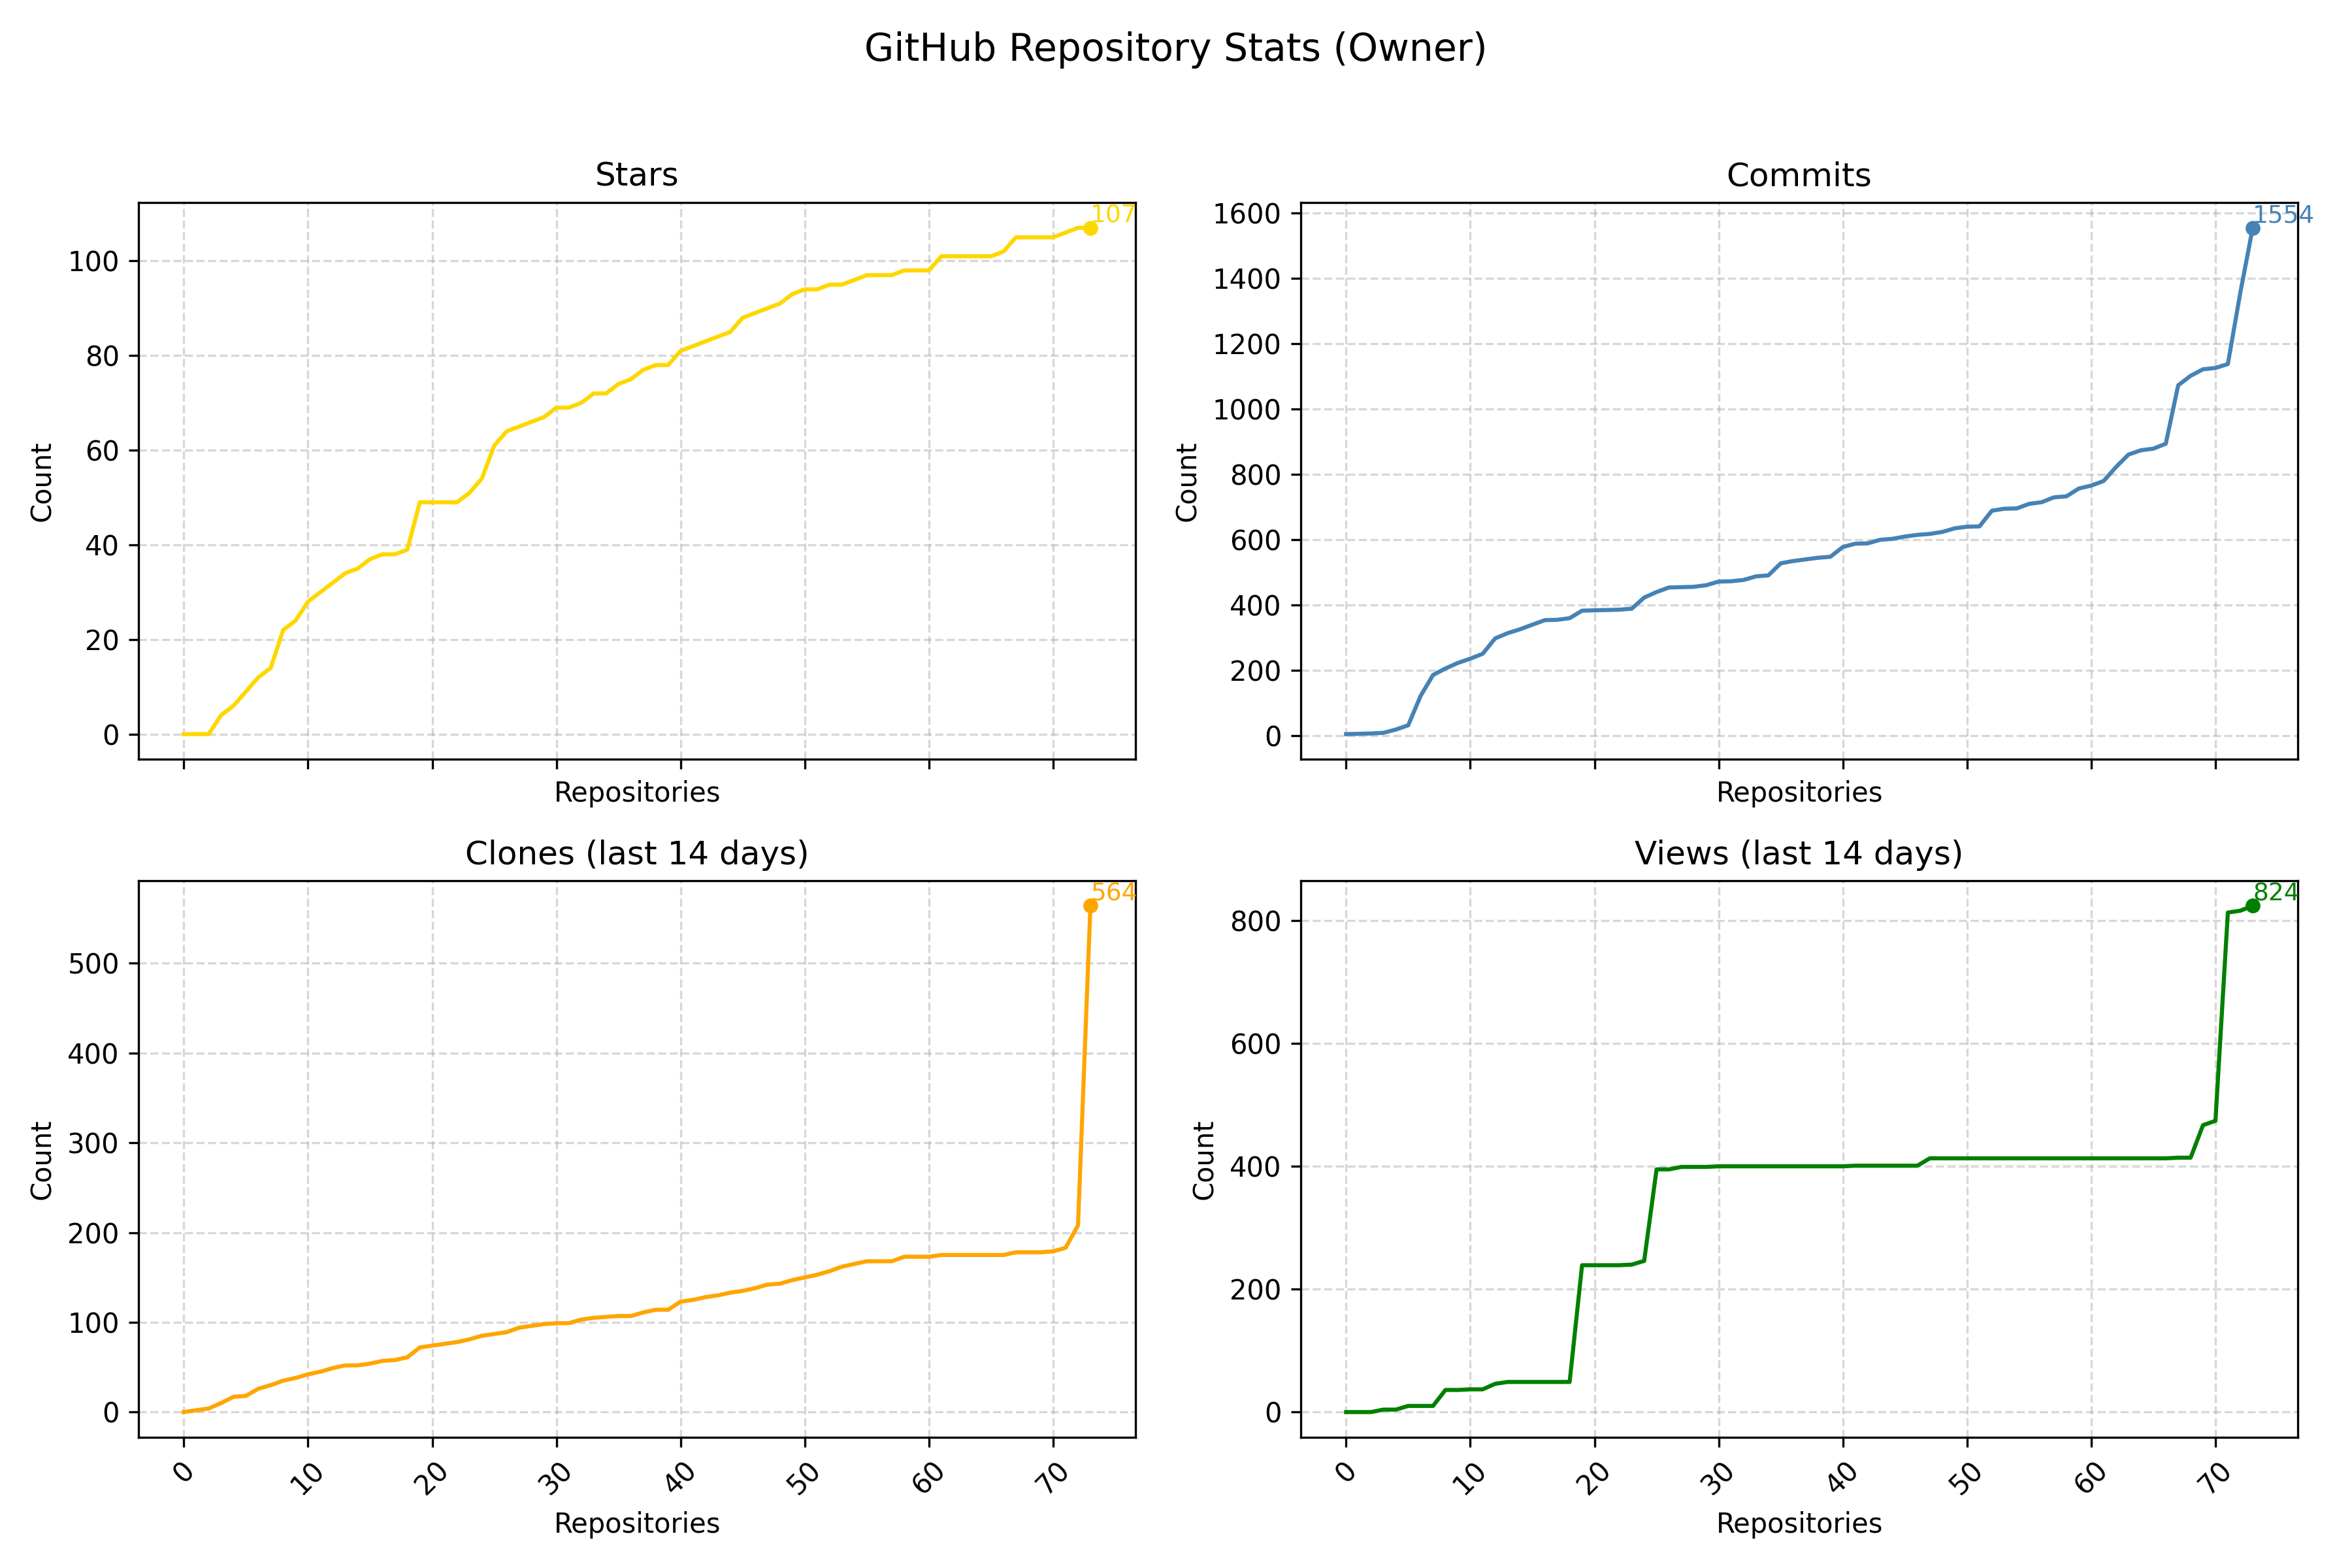 GitHub Repository Stats (Owner)
Stars
107
100
80
60
40
20
0
Count
Repositories
Commits
1554
1600
1400
1200
1000
800
600
400
200
0
Count
Repositories
Clones (last 14 days)
564
500
400
300
200
100
0
Count
0 10 20 30 40 50 60 70
Repositories
Views (last 14 days)
824
800
600
400
200
0
Count
0 10 20 30 40 50 60 70
Repositories